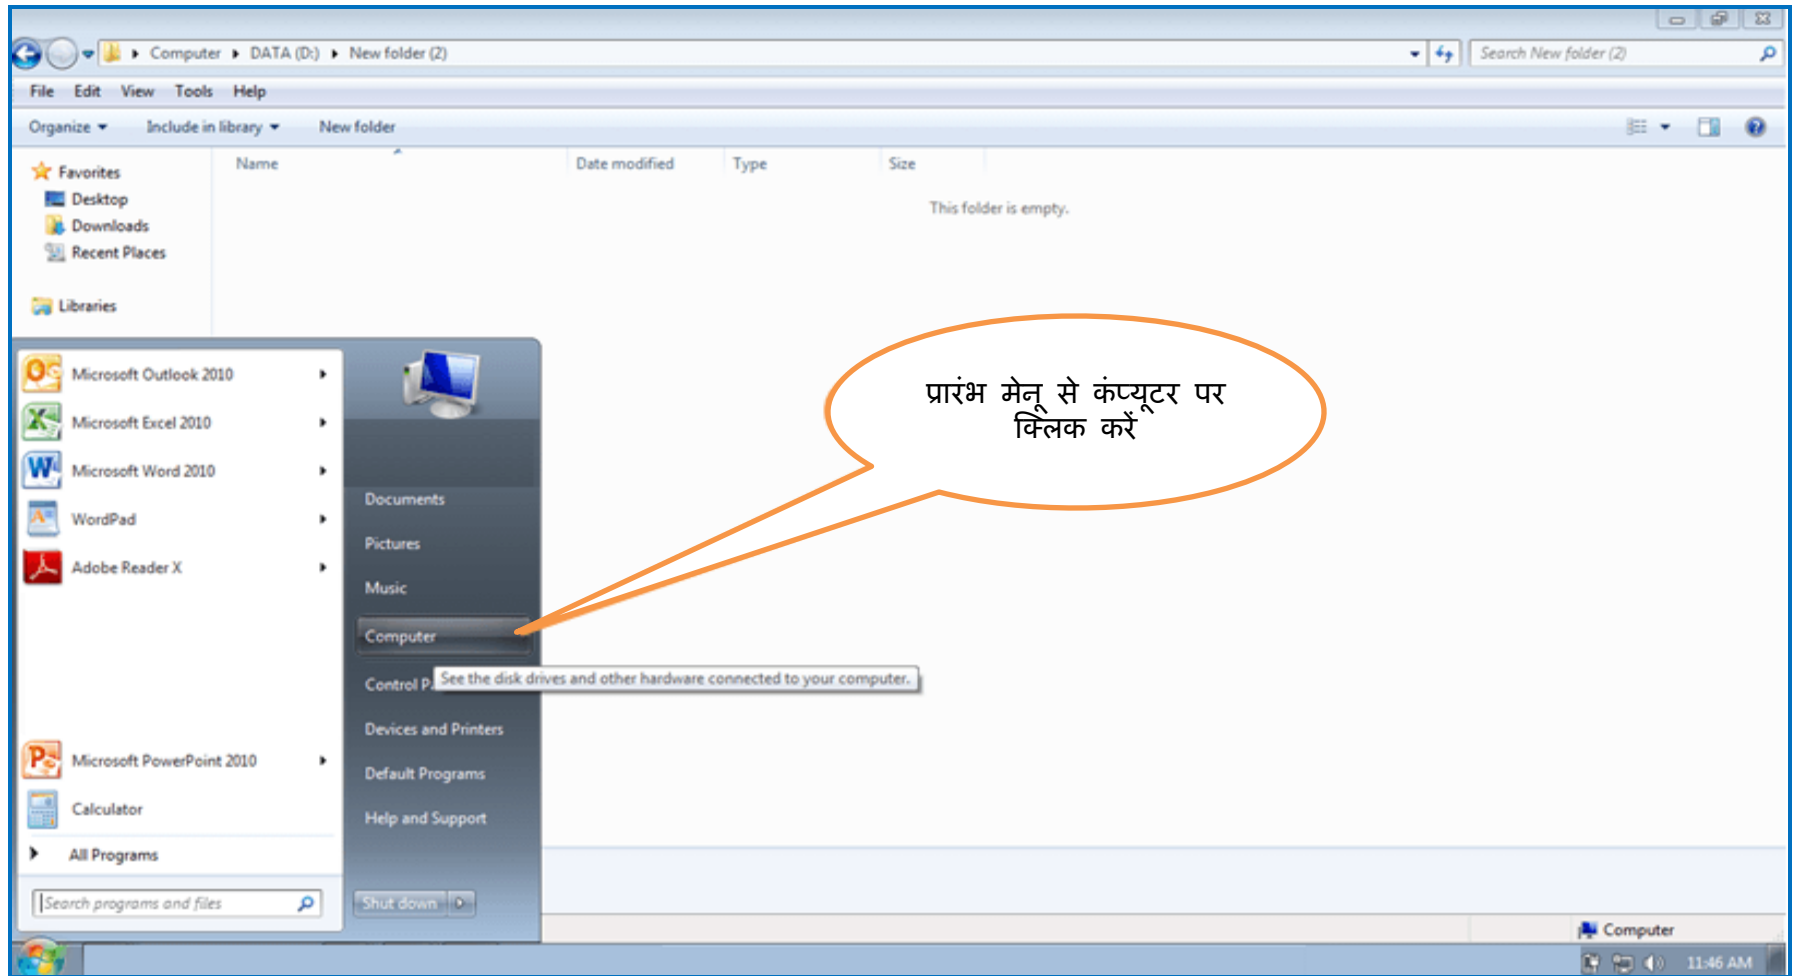 Computer ▸ DATA (D:) ▸ New folder (2)
Search New folder (2)
File Edit View Tools Help
Organize Include in library New folder
Name Date modified Type Size
This folder is empty.
Favorites
Desktop
Downloads
Recent Places
Libraries
प्रारंभ मेनू से कंप्यूटर पर
क्लिक करें
Microsoft Outlook 2010
Microsoft Excel 2010
Microsoft Word 2010
WordPad
Adobe Reader X
Microsoft PowerPoint 2010
Calculator
All Programs
Search programs and files
Documents
Pictures
Music
Computer
See the disk drives and other hardware connected to your computer.
Control P
Devices and Printers
Default Programs
Help and Support
Shut down
Computer
11:46 AM